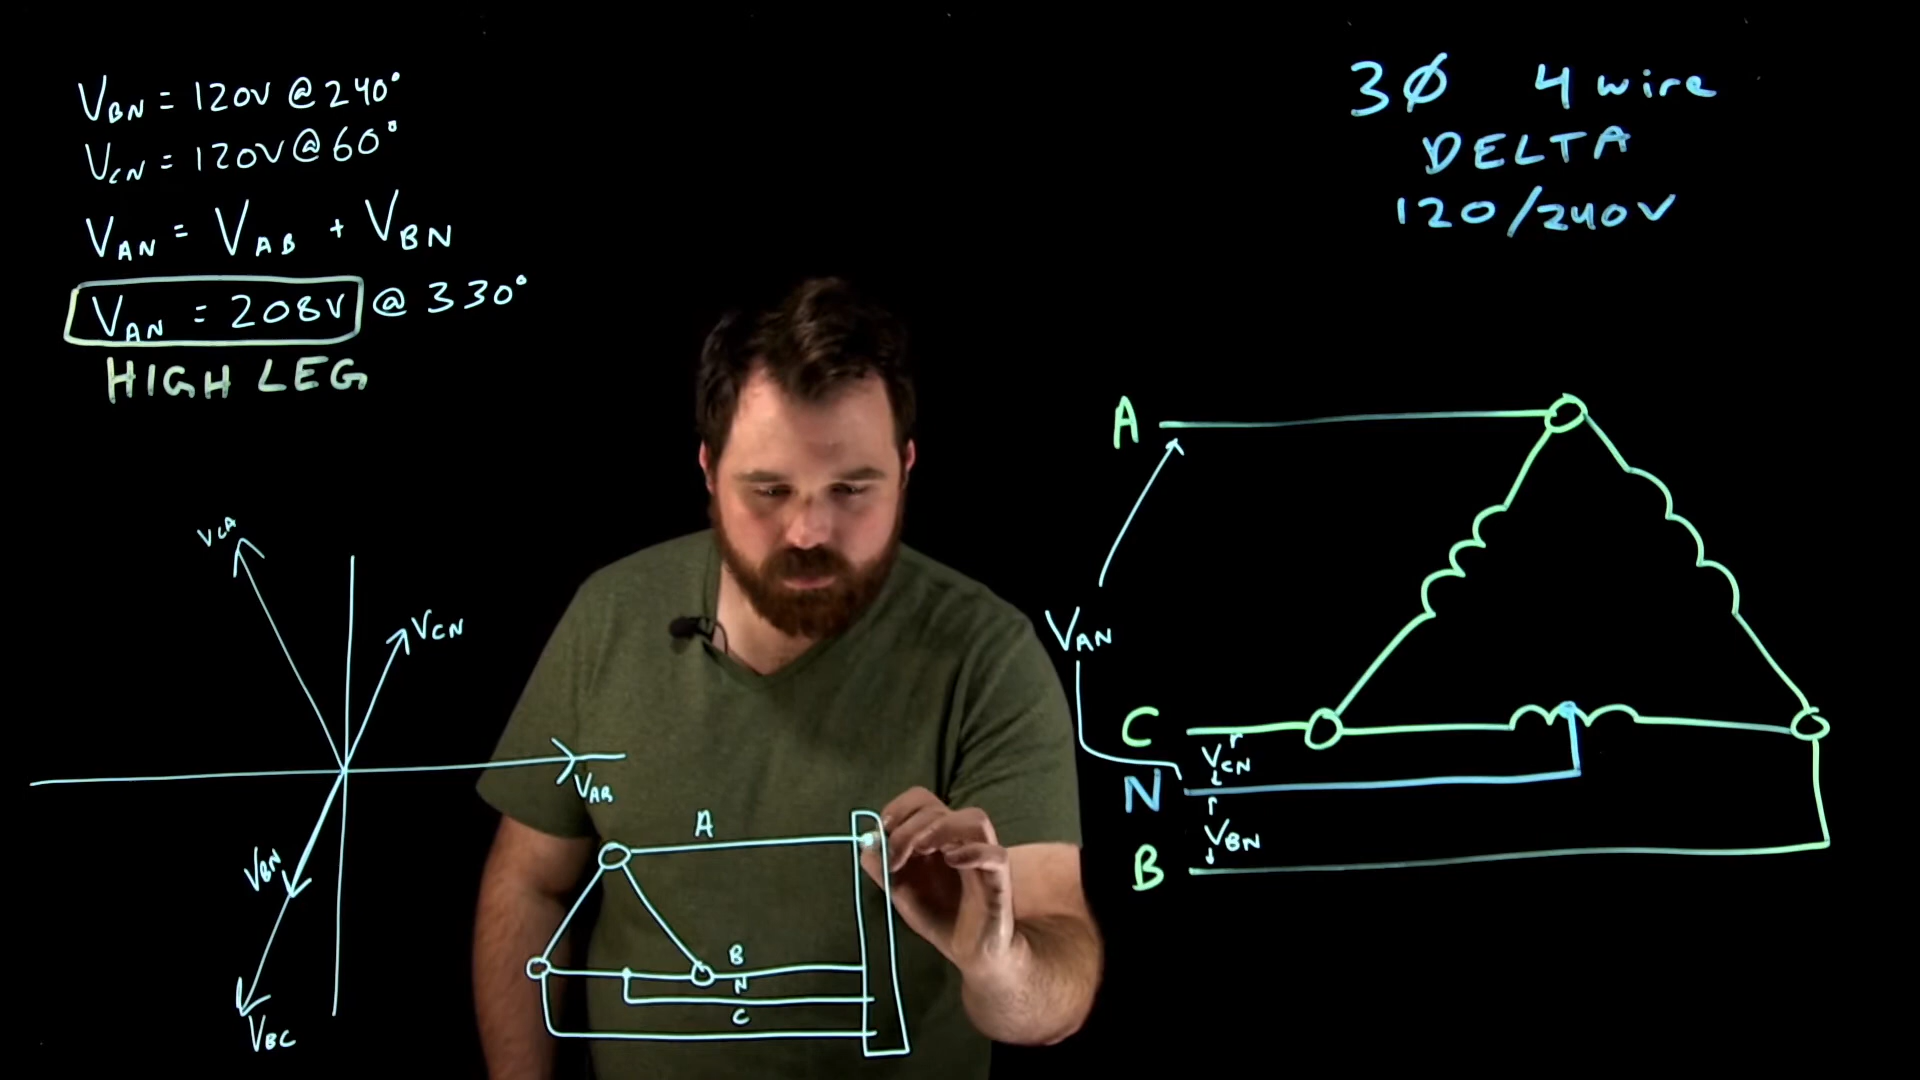 V_BN = 120V @ 240°
V_CN = 120V @ 60°
V_AN = V_AB + V_BN
V_AN = 208V @ 330°
HIGH LEG
3Ø 4 wire
DELTA
120/240V
A
V_AN
C
V_CN
N
V_BN
B
V_CA
V_CN
V_AB
V_BN
V_BC
A
B
N
C